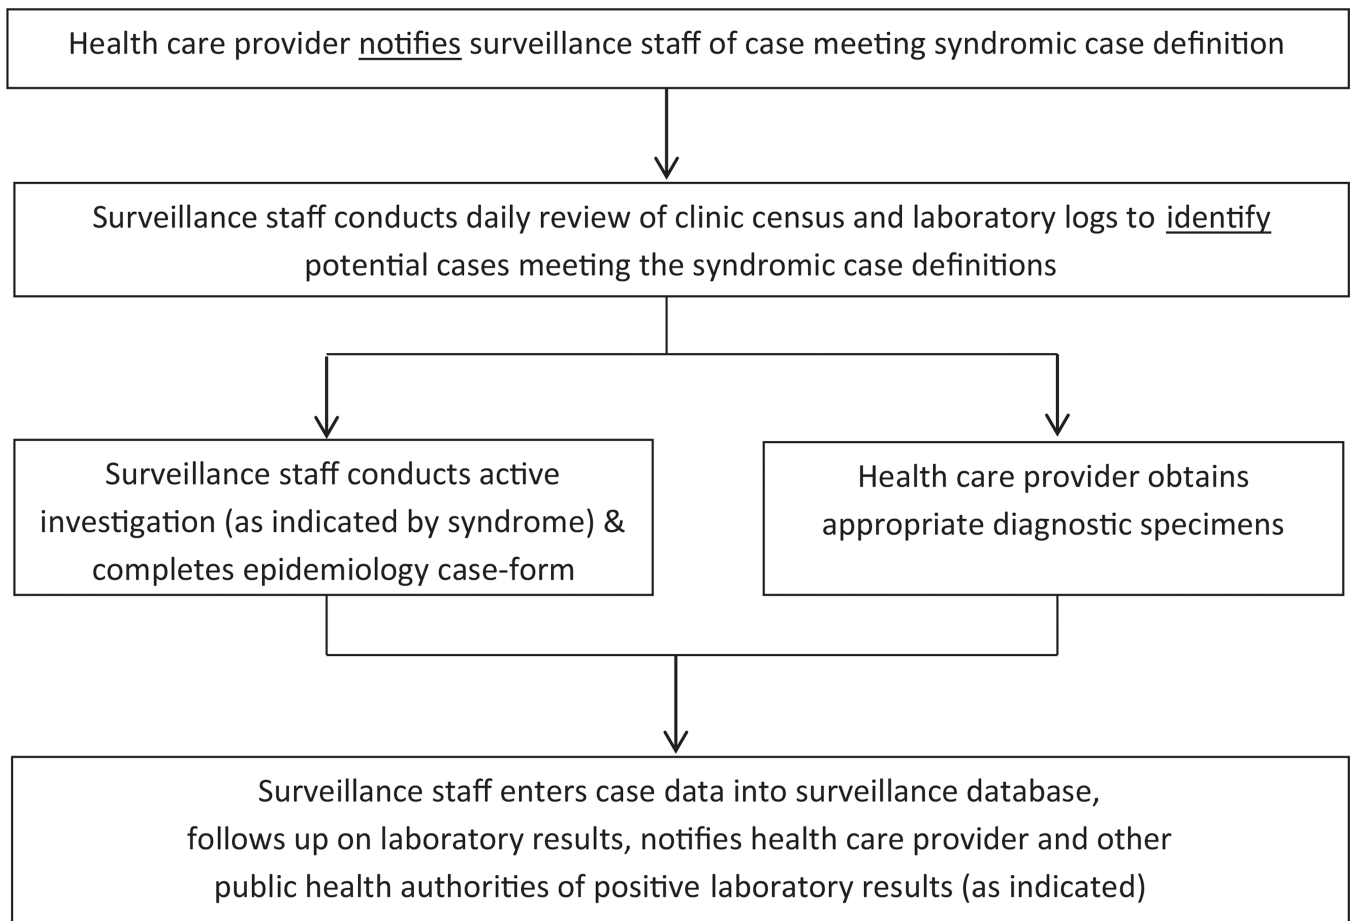 Health care provider notifies surveillance staff of case meeting syndromic case definition
Surveillance staff conducts daily review of clinic census and laboratory logs to identify
potential cases meeting the syndromic case definitions
Surveillance staff conducts active
investigation (as indicated by syndrome) &
completes epidemiology case-form
Health care provider obtains
appropriate diagnostic specimens
Surveillance staff enters case data into surveillance database,
follows up on laboratory results, notifies health care provider and other
public health authorities of positive laboratory results (as indicated)